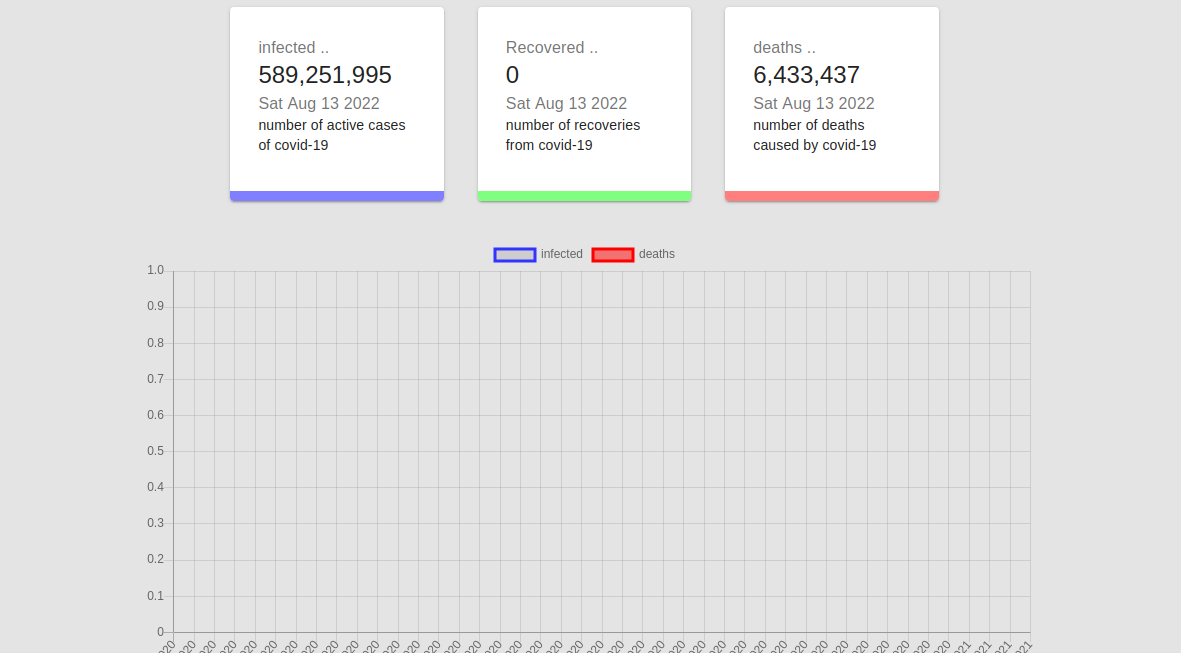 infected ..
589,251,995
Sat Aug 13 2022
number of active cases
of covid-19
Recovered ..
0
Sat Aug 13 2022
number of recoveries
from covid-19
deaths ..
6,433,437
Sat Aug 13 2022
number of deaths
caused by covid-19
infected deaths
1.0
0.9
0.8
0.7
0.6
0.5
0.4
0.3
0.2
0.1
0